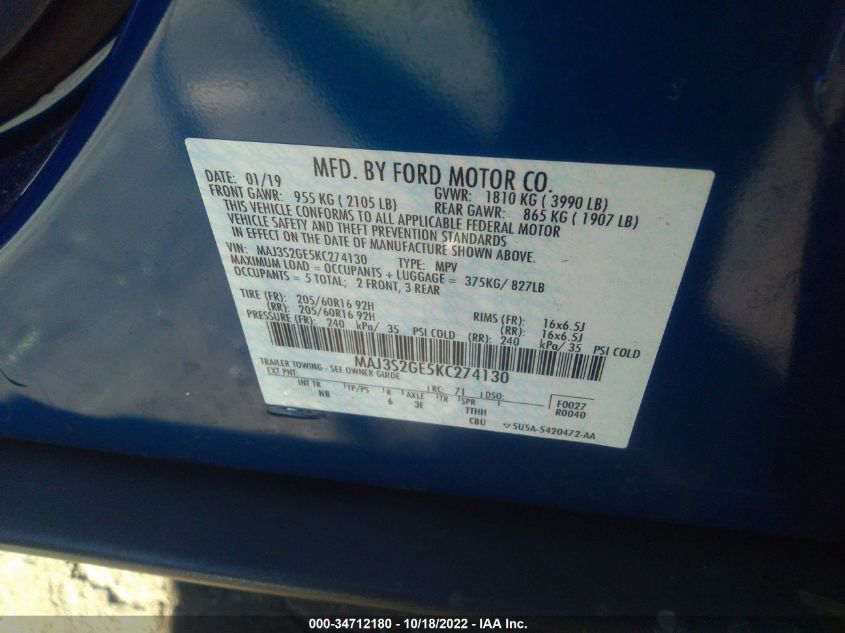 MFD. BY FORD MOTOR CO.
DATE: 01/19
GVWR: 1810 KG ( 3990 LB)
FRONT GAWR: 955 KG ( 2105 LB)
REAR GAWR: 865 KG ( 1907 LB)
THIS VEHICLE CONFORMS TO ALL APPLICABLE FEDERAL MOTOR
VEHICLE SAFETY AND THEFT PREVENTION STANDARDS
IN EFFECT ON THE DATE OF MANUFACTURE SHOWN ABOVE.
VIN: MAJ3S2GE5KC274130 TYPE: MPV
MAXIMUM LOAD = OCCUPANTS + LUGGAGE = 375KG/ 827LB
OCCUPANTS = 5 TOTAL; 2 FRONT, 3 REAR
TIRE (FR): 205/60R16 92H RIMS (FR): 16x6.5J
(RR): 205/60R16 92H (RR): 16x6.5J
PRESSURE (FR): 240 kPa/ 35 PSI COLD (RR): 240 kPa/ 35 PSI COLD
MAJ3S2GE5KC274130
TRAILER TOWING - SEE OWNER GUIDE
EXT PNT: RC: 71 DSO:
INT TR TP/PS R AXLE TR SPR
NB 6 3E TTHH
CBU
F0027
R0040
5U5A-5420472-AA
000-34712180 - 10/18/2022 - IAA Inc.